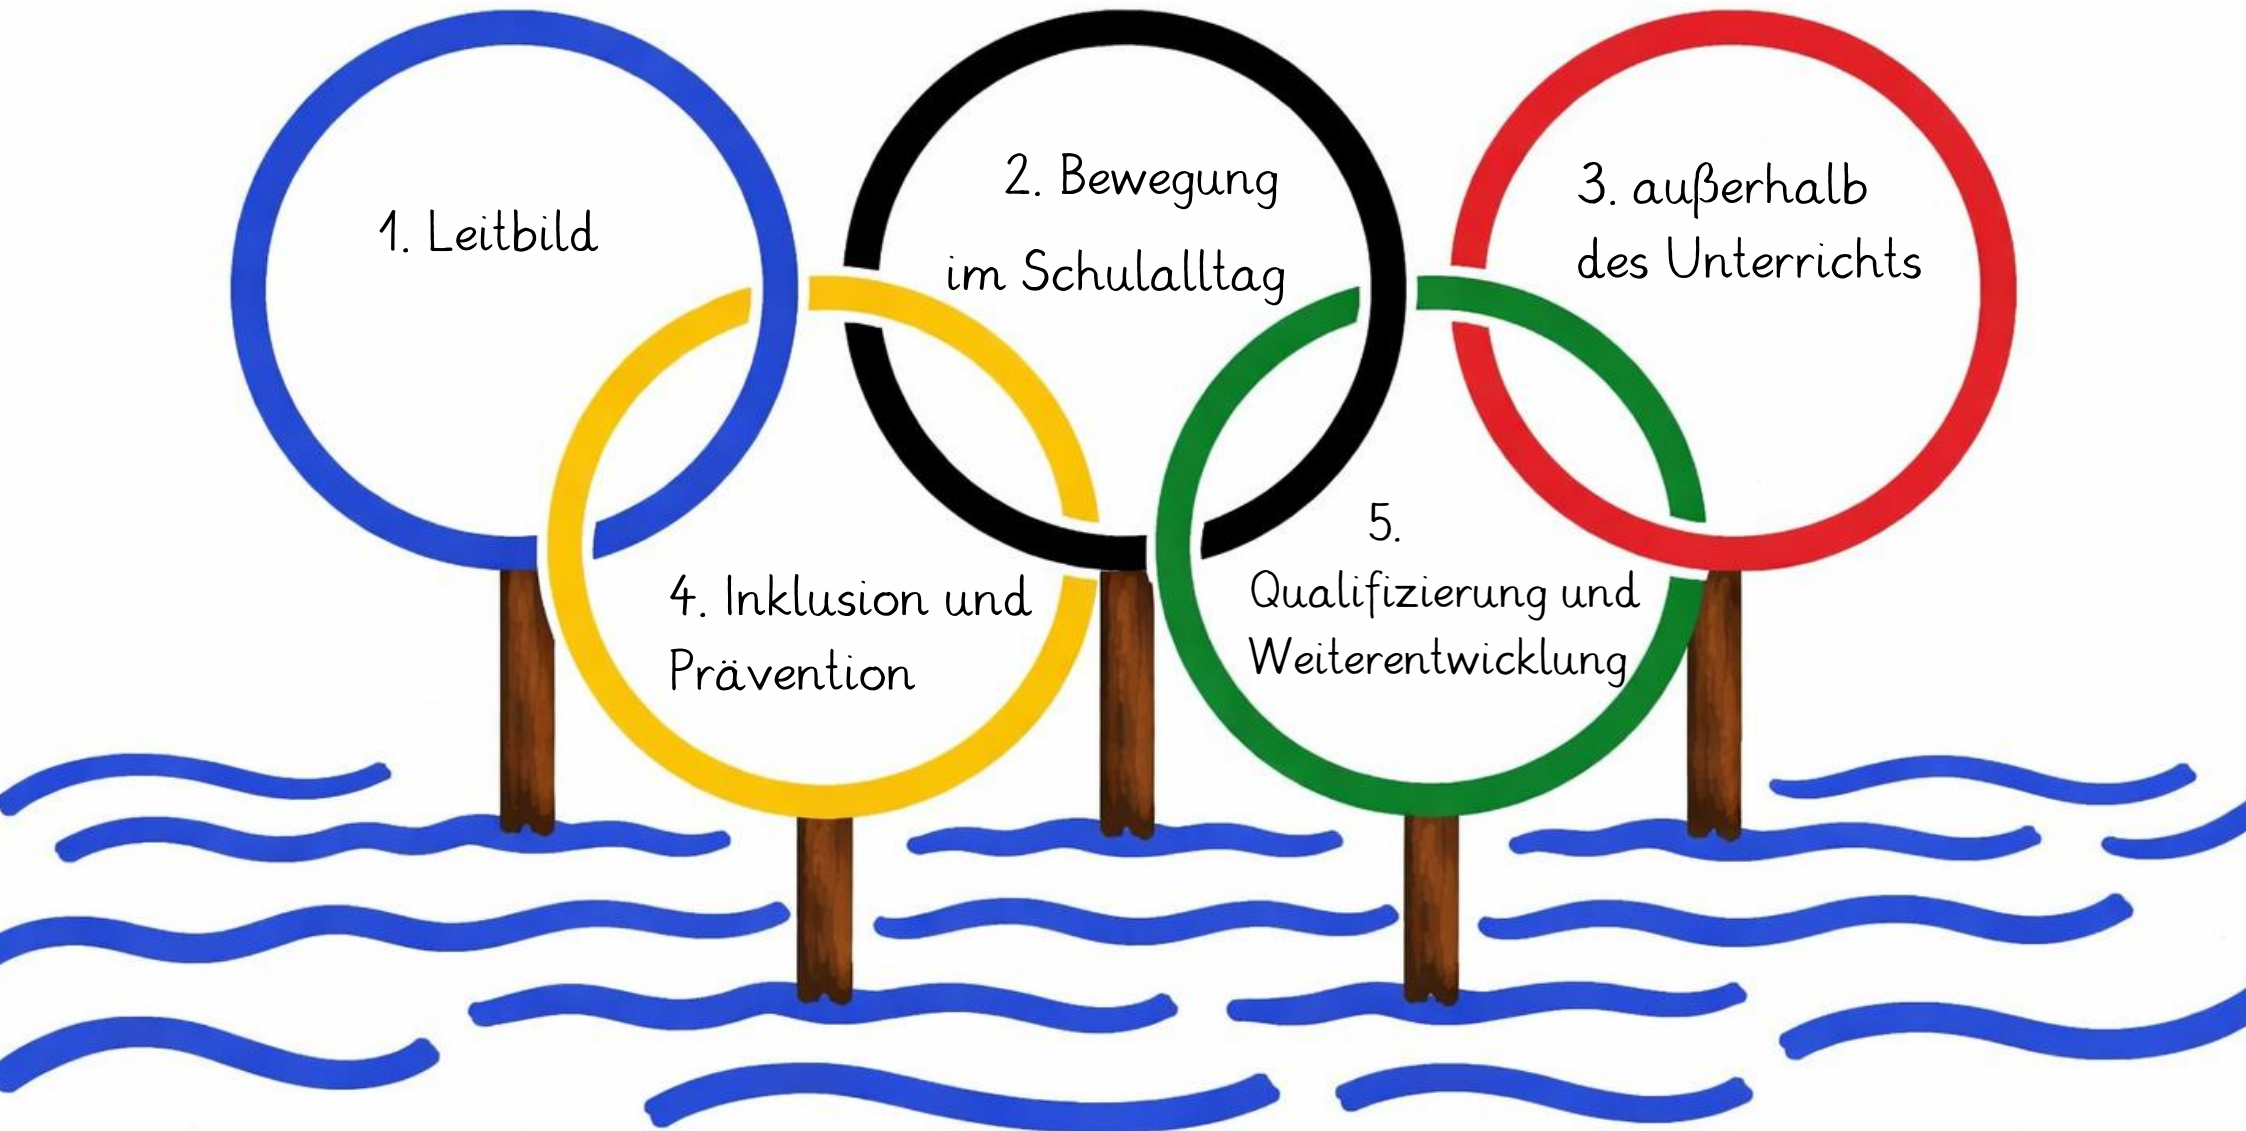 1. Leitbild
2. Bewegung
im Schulalltag
3. außerhalb
des Unterrichts
4. Inklusion und
Prävention
5.
Qualifizierung und
Weiterentwicklung